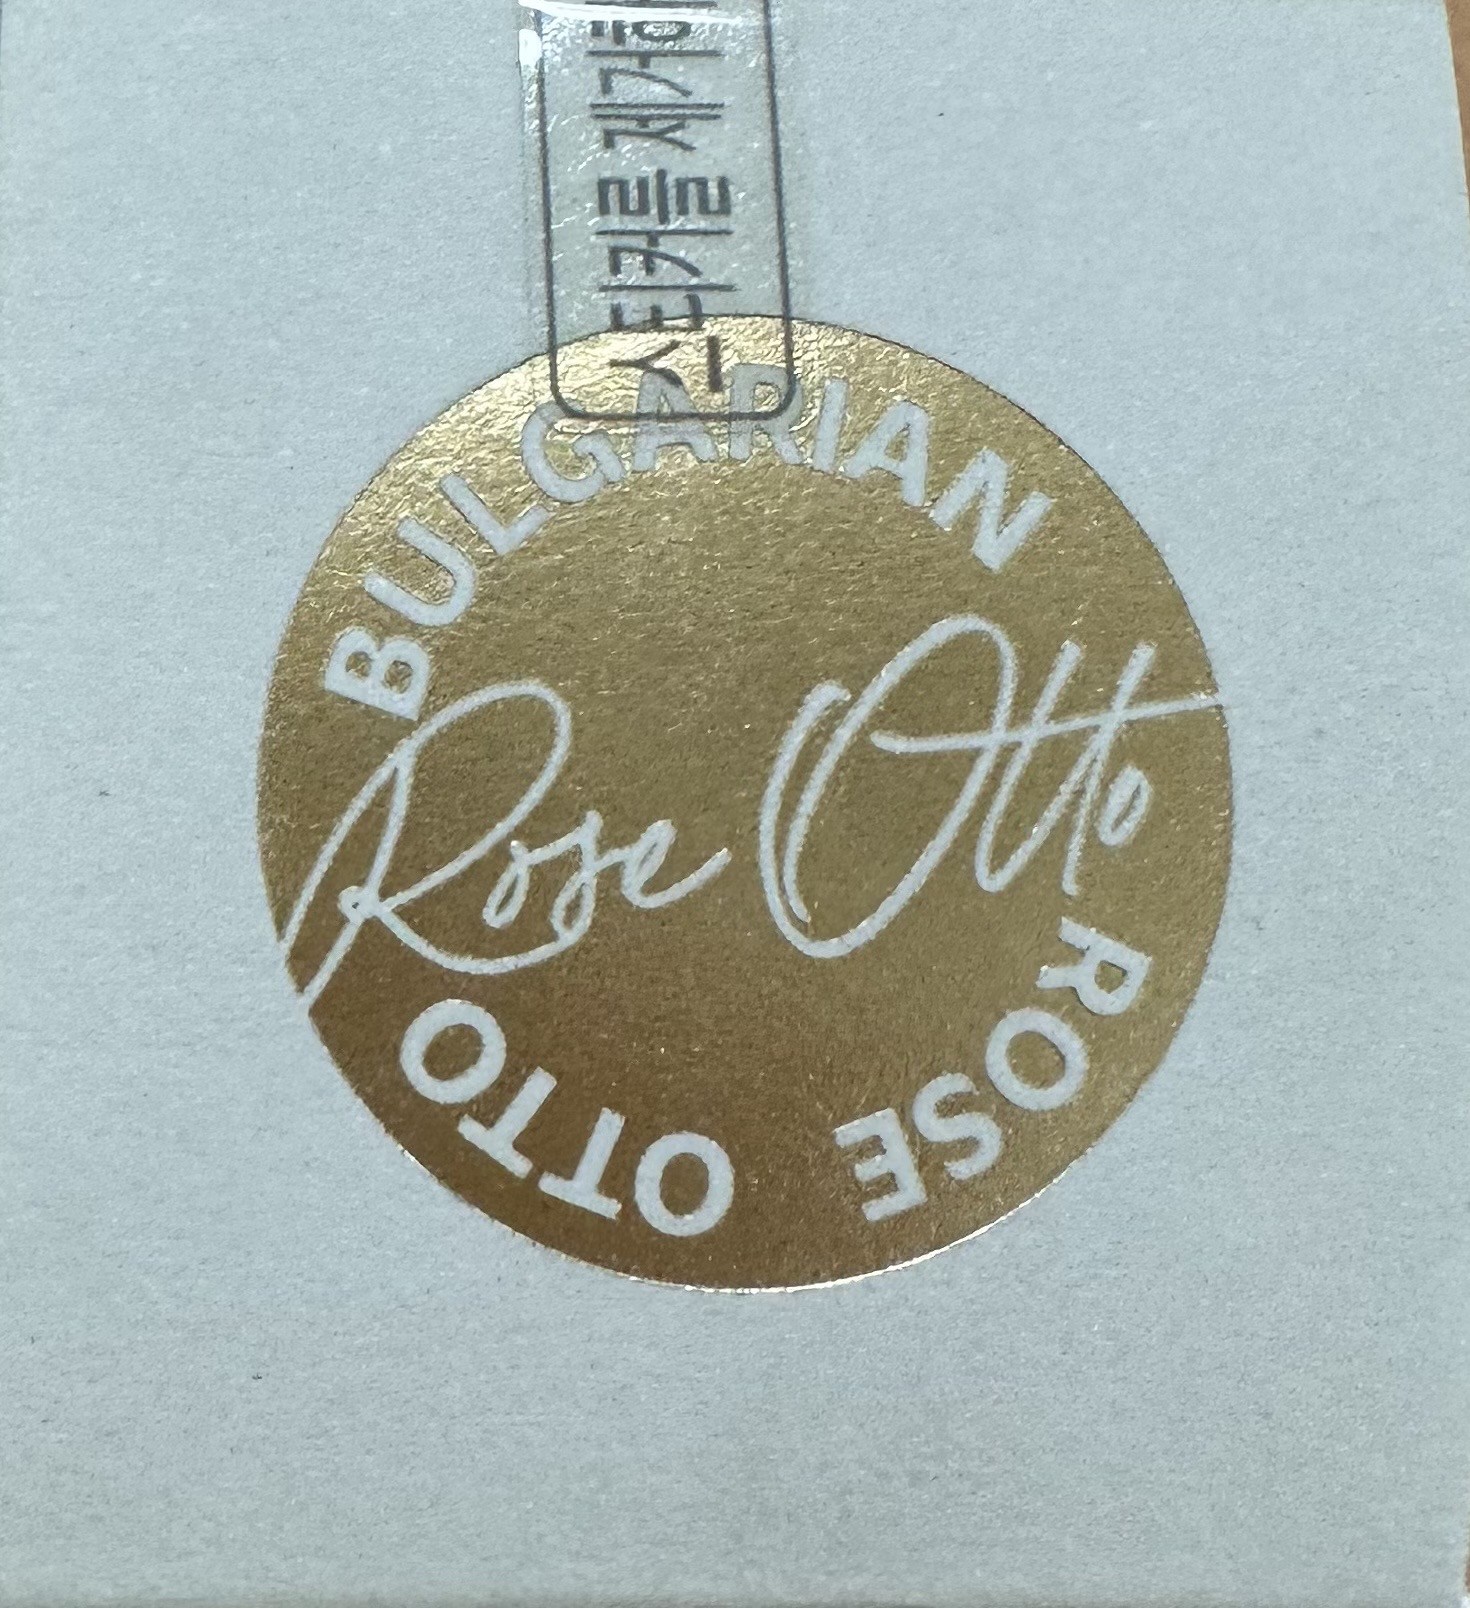 스티커를 제거
BULGARIAN
Rose Otto
ROSE
OTTO